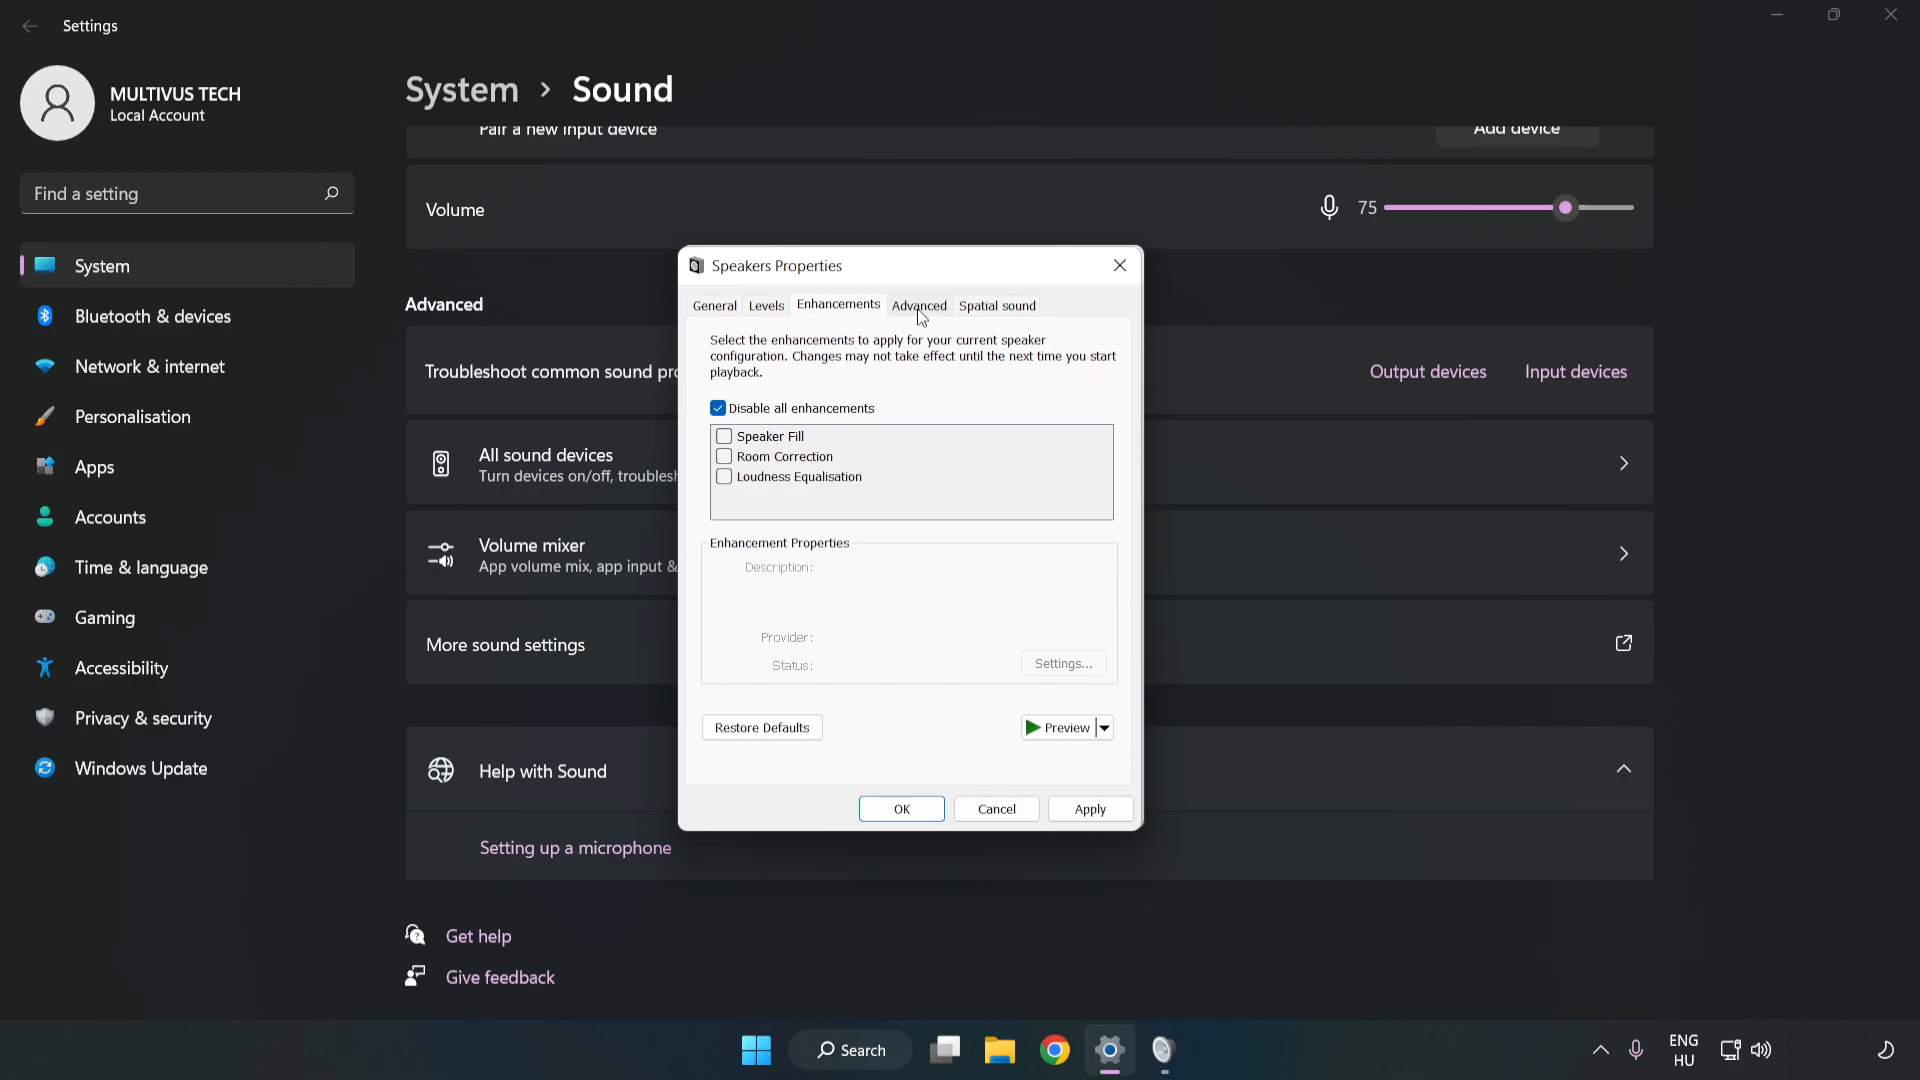 Settings
MULTIVUS TECH
Local Account
Find a setting
System
Bluetooth & devices
Network & internet
Personalisation
Apps
Accounts
Time & language
Gaming
Accessibility
Privacy & security
Windows Update
System > Sound
Pair a new input device
Add device
Volume
75
Advanced
Troubleshoot common sound pro
Output devices
Input devices
All sound devices
Turn devices on/off, troublesh
Volume mixer
App volume mix, app input &
More sound settings
Help with Sound
Setting up a microphone
Get help
Give feedback
Speakers Properties
General Levels Enhancements Advanced Spatial sound
Select the enhancements to apply for your current speaker
configuration. Changes may not take effect until the next time you start
playback.
Disable all enhancements
Speaker Fill
Room Correction
Loudness Equalisation
Enhancement Properties
Description:
Provider:
Status:
Settings...
Restore Defaults
Preview
OK
Cancel
Apply
Search
ENG
HU